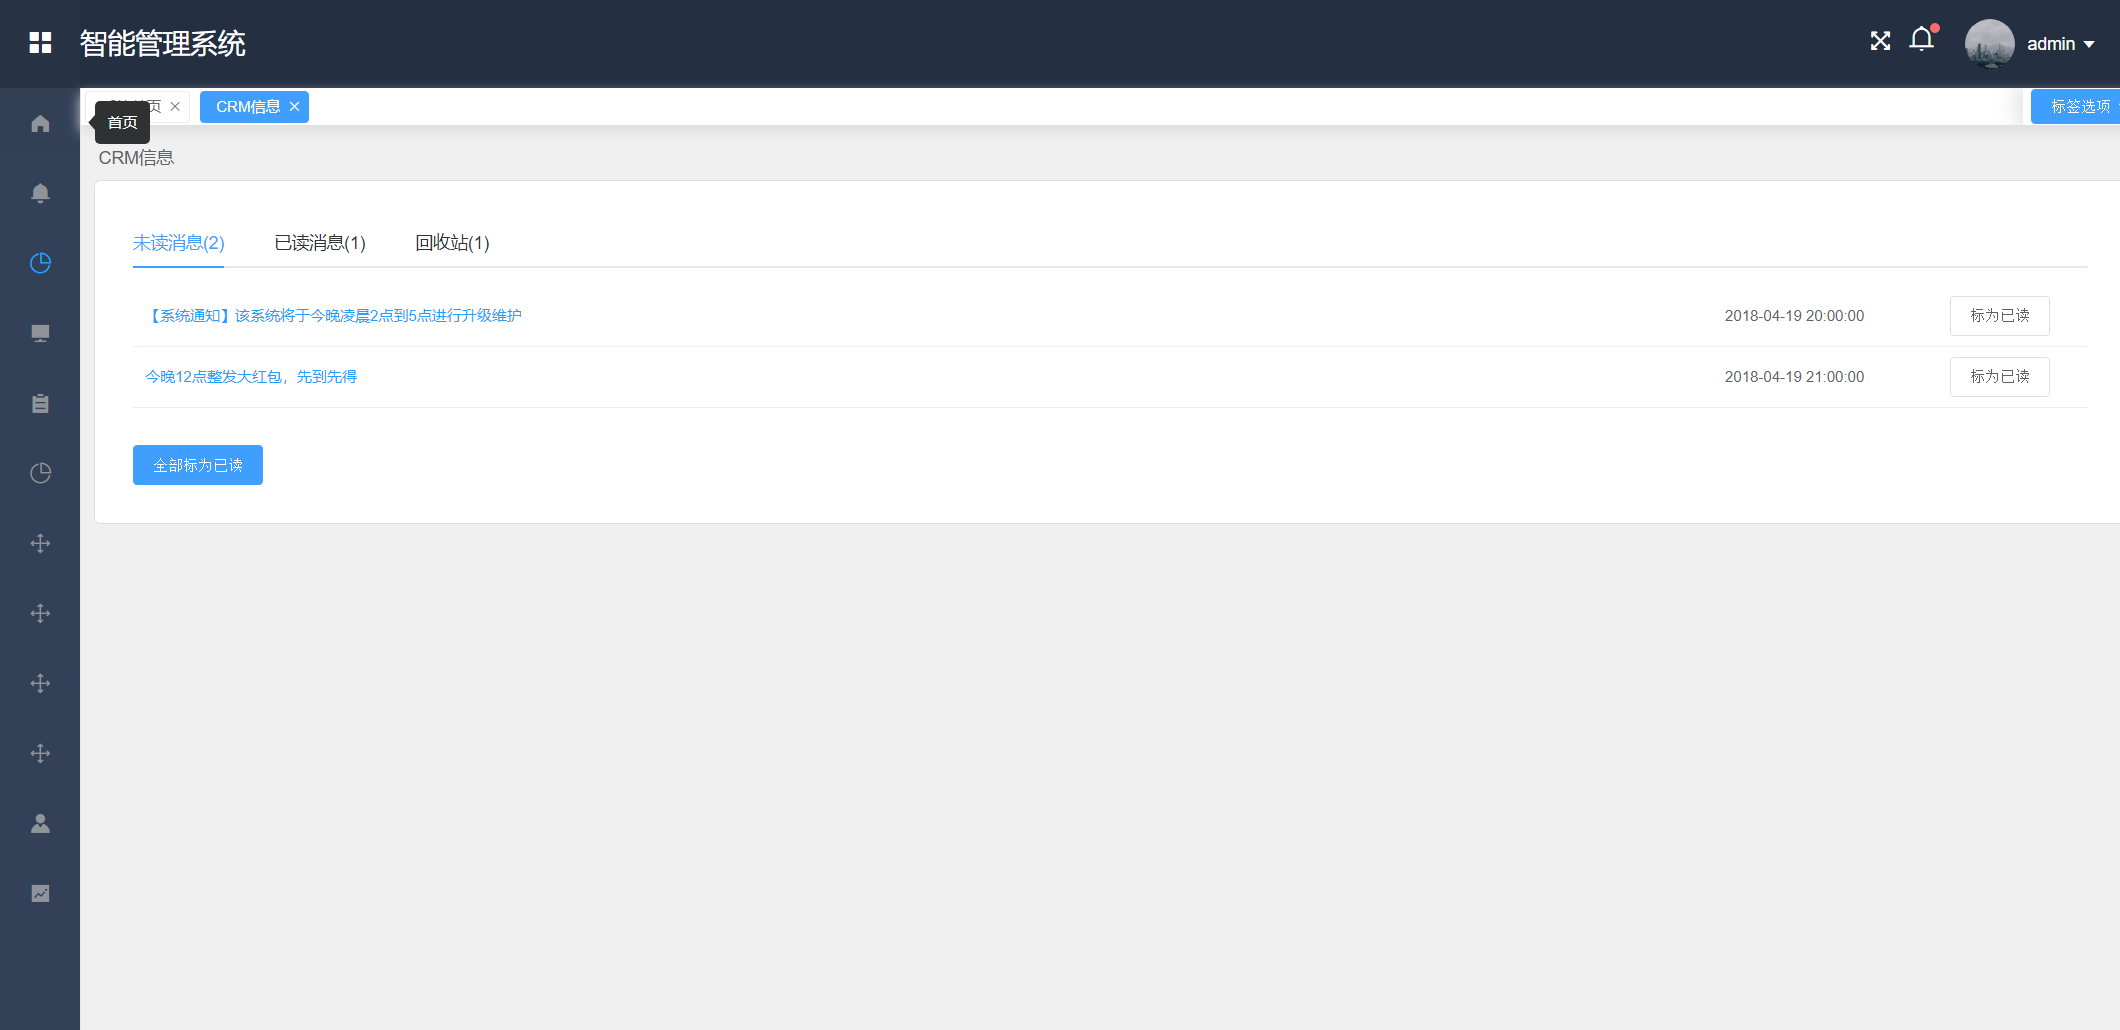 智能管理系统
admin
页
CRM信息
标签选项
首页
CRM信息
未读消息(2)
已读消息(1)
回收站(1)
【系统通知】该系统将于今晚凌晨2点到5点进行升级维护
2018-04-19 20:00:00
标为已读
今晚12点整发大红包，先到先得
2018-04-19 21:00:00
标为已读
全部标为已读